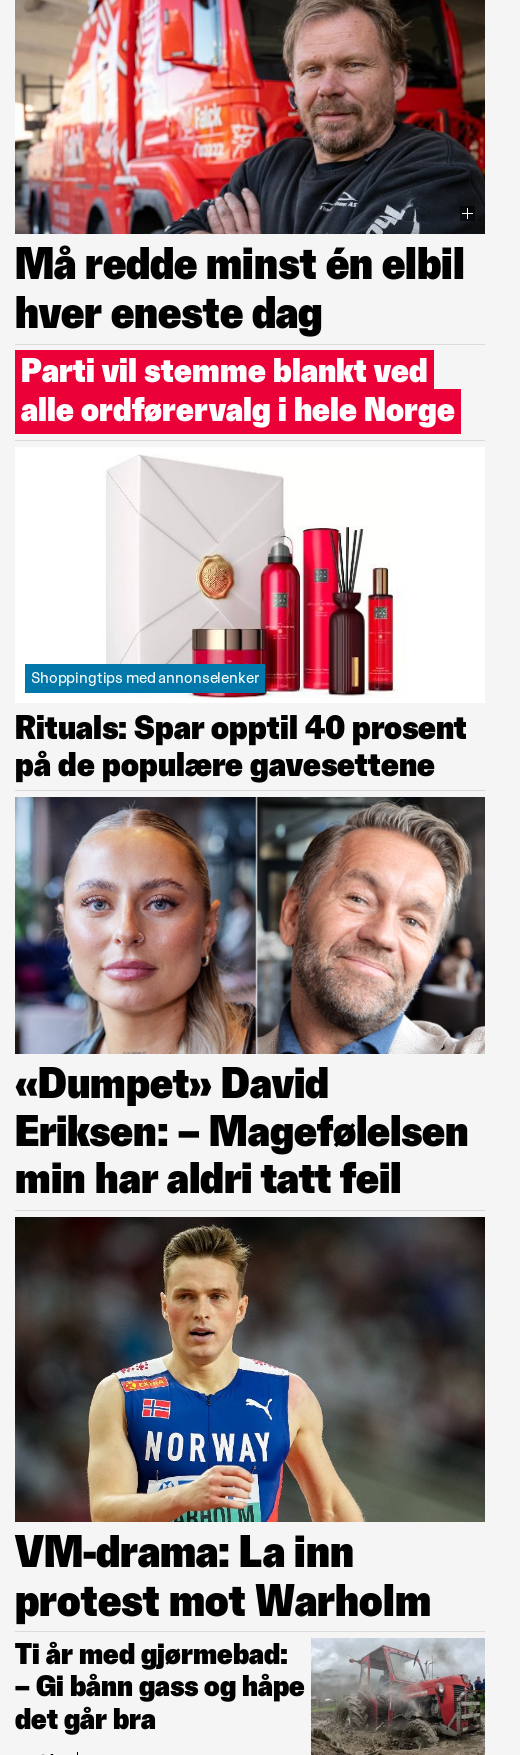 Falck
Må redde minst én elbil
hver eneste dag
Parti vil stemme blankt ved
alle ordførervalg i hele Norge
Shoppingtips med annonselenker
Rituals: Spar opptil 40 prosent
på de populære gavesettene
«Dumpet» David
Eriksen: – Magefølelsen
min har aldri tatt feil
NORWAY
VM-drama: La inn
protest mot Warholm
Ti år med gjørmebad:
– Gi bånn gass og håpe
det går bra